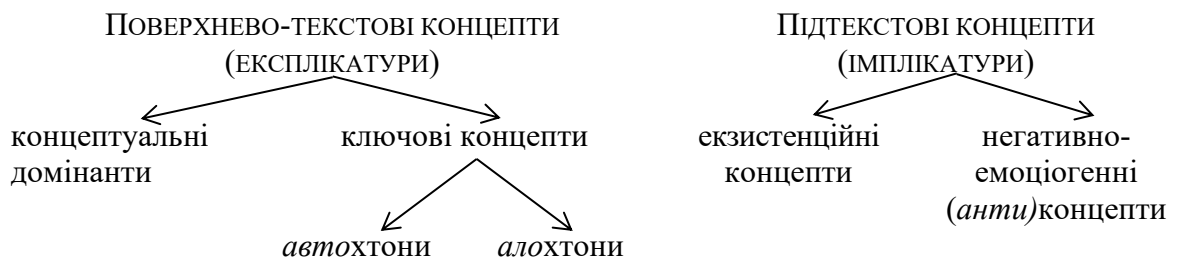 ПОВЕРХНЕВО-ТЕКСТОВІ КОНЦЕПТИ
(ЕКСПЛІКАТУРИ)
концептуальні
домінанти
ключові концепти
автохтони
алохтони
ПІДТЕКСТОВІ КОНЦЕПТИ
(ІМПЛІКАТУРИ)
екзистенційні
концепти
негативно-
емоціогенні
(анти)концепти